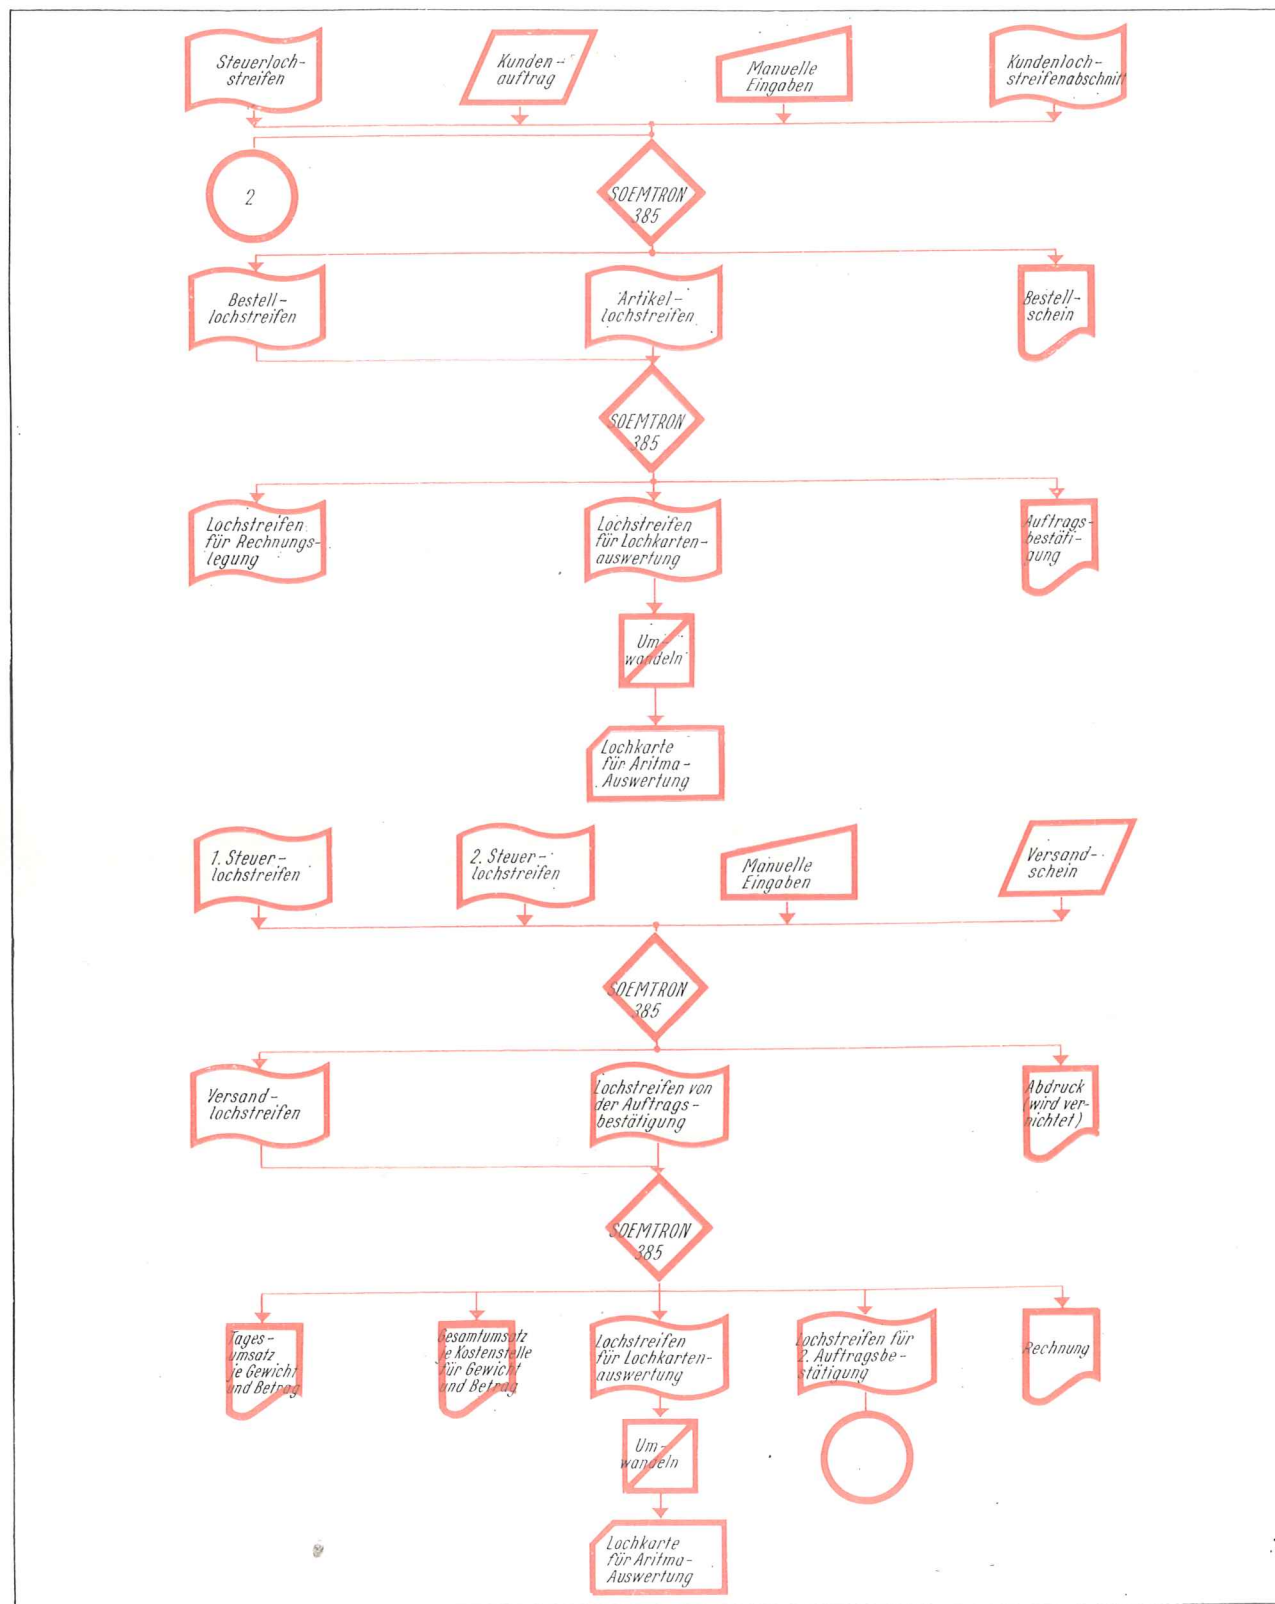 Steuerloch-
streifen
Kunden-
auftrag
Manuelle
Eingaben
Kundenloch-
streifenabschnitt
2
SOEMTRON
385
Bestell-
lochstreifen
Artikel-
lochstreifen
Bestell-
schein
SOEMTRON
385
Lochstreifen
für Rechnungs-
legung
Lochstreifen
für Lochkarten-
auswertung
Auftrags-
bestäti-
gung
Um-
wandeln
Lochkarte
für Aritma-
Auswertung
1. Steuer-
lochstreifen
2. Steuer-
lochstreifen
Manuelle
Eingaben
Versand-
schein
SOEMTRON
385
Versand-
lochstreifen
Lochstreifen von
der Auftrags-
bestätigung
Abdruck
(wird ver-
nichtet)
SOEMTRON
385
Tages-
umsatz
je Gewicht
und Betrag
Gesamtumsatz
je Kostenstelle
für Gewicht
und Betrag
Lochstreifen
für Lochkarten-
auswertung
Lochstreifen für
2. Auftragsbe-
stätigung
Rechnung
Um-
wandeln
Lochkarte
für Aritma-
Auswertung